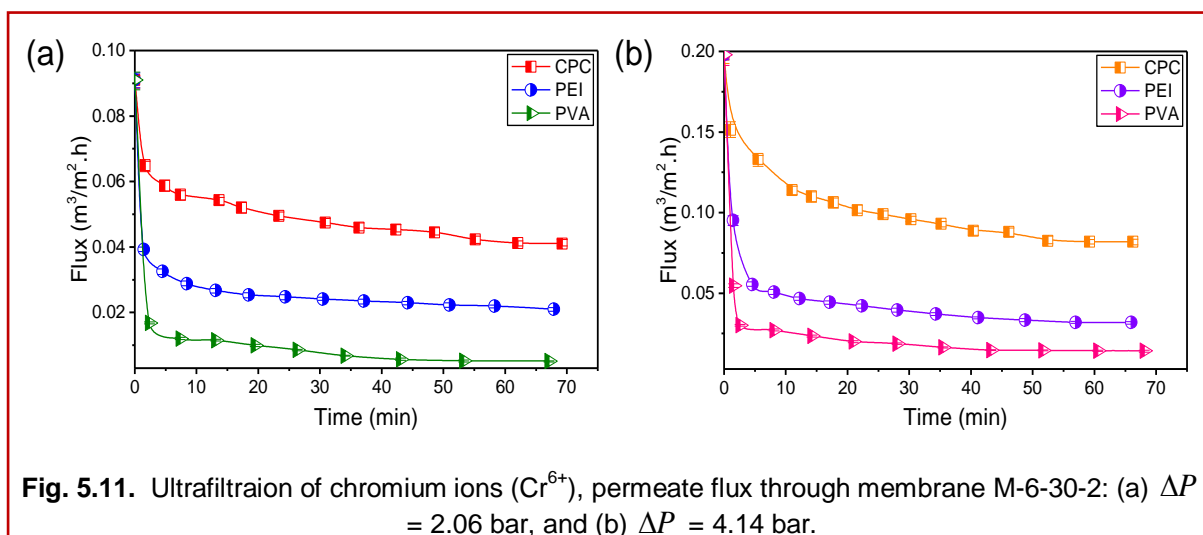 (a)
0.10
0.08
0.06
0.04
0.02
Flux (m³/m².h)
CPC
PEI
PVA
0 10 20 30 40 50 60 70
Time (min)
(b)
0.20
0.15
0.10
0.05
Flux (m³/m².h)
CPC
PEI
PVA
0 10 20 30 40 50 60 70
Time (min)
Fig. 5.11. Ultrafiltraion of chromium ions (Cr⁶⁺), permeate flux through membrane M-6-30-2: (a) ΔP
= 2.06 bar, and (b) ΔP = 4.14 bar.